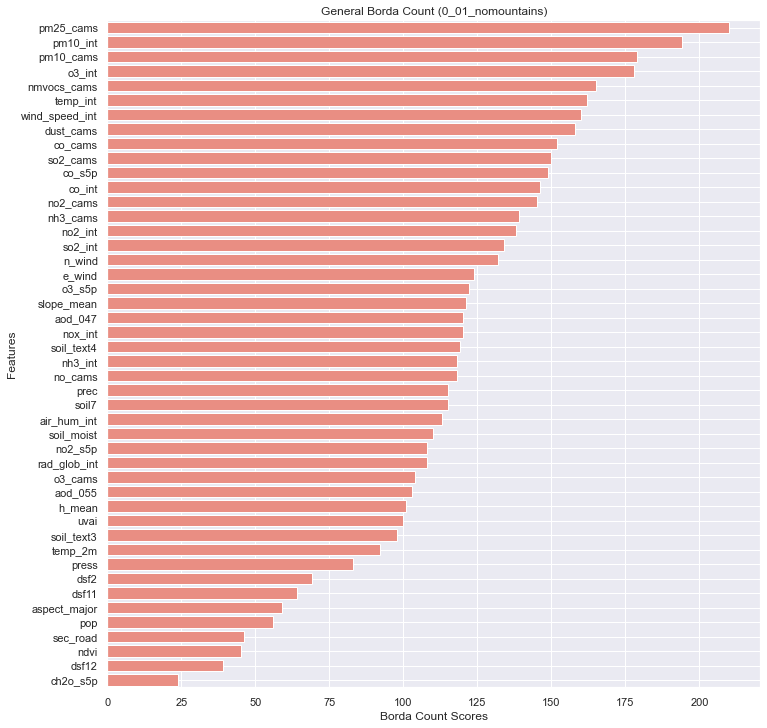 General Borda Count (0_01_nomountains)
pm25_cams
pm10_int
pm10_cams
o3_int
nmvocs_cams
temp_int
wind_speed_int
dust_cams
co_cams
so2_cams
co_s5p
co_int
no2_cams
nh3_cams
no2_int
so2_int
n_wind
e_wind
o3_s5p
slope_mean
aod_047
nox_int
soil_text4
nh3_int
no_cams
prec
soil7
air_hum_int
soil_moist
no2_s5p
rad_glob_int
o3_cams
aod_055
h_mean
uvai
soil_text3
temp_2m
press
dsf2
dsf11
aspect_major
pop
sec_road
ndvi
dsf12
ch2o_s5p
Features
0 25 50 75 100 125 150 175 200
Borda Count Scores